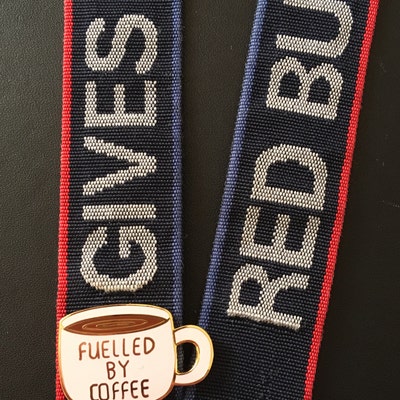 GIVES
RED BU
FUELLED
BY
COFFEE